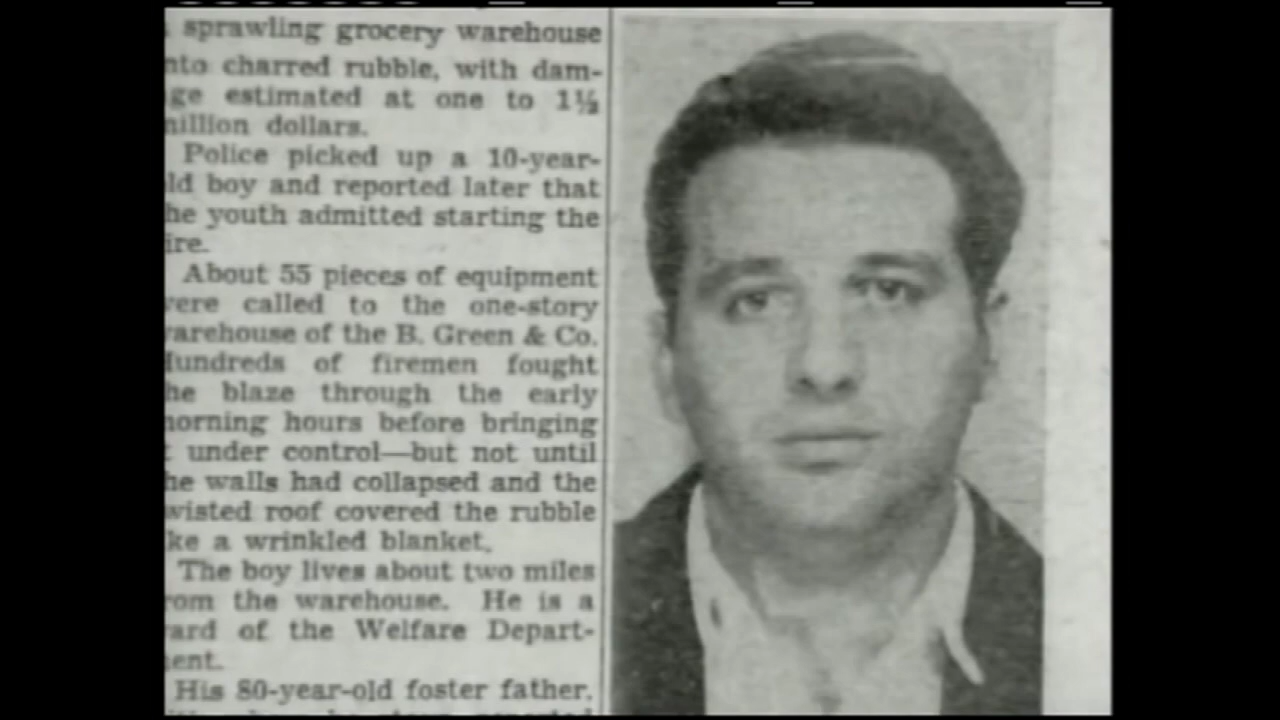 sprawling grocery warehouse
nto charred rubble, with dam-
ge estimated at one to 1½
million dollars.
Police picked up a 10-year-
ld boy and reported later that
he youth admitted starting the
ire.
About 55 pieces of equipment
were called to the one-story
warehouse of the B. Green & Co.
Hundreds of firemen fought
he blaze through the early
morning hours before bringing
t under control—but not until
he walls had collapsed and the
twisted roof covered the rubble
ke a wrinkled blanket.
The boy lives about two miles
rom the warehouse. He is a
ard of the Welfare Depart-
ent.
His 80-year-old foster father,